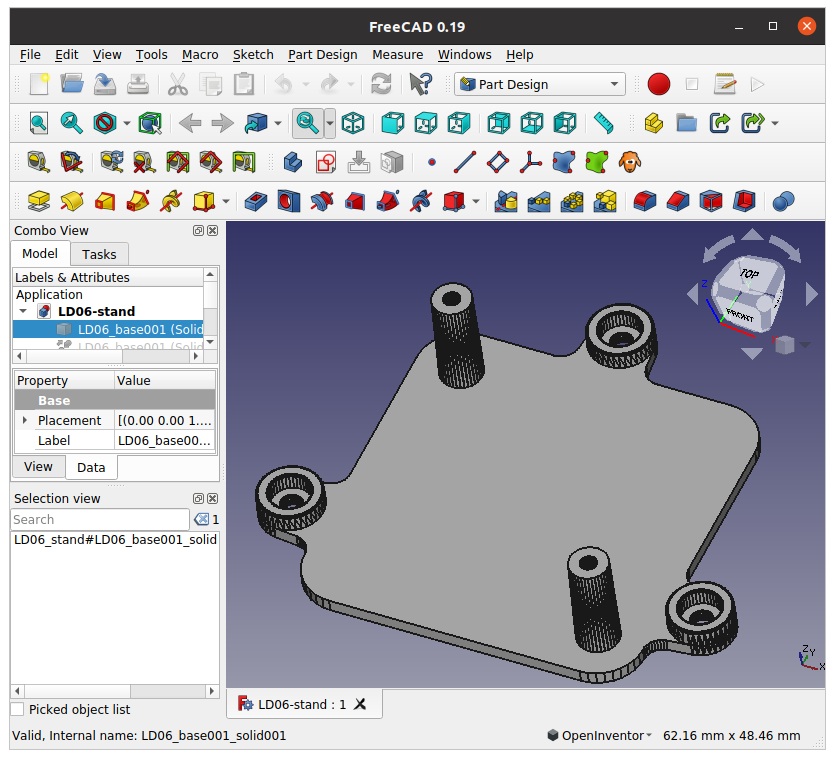 FreeCAD 0.19
File Edit View Tools Macro Sketch Part Design Measure Windows Help
Part Design
Combo View
Model Tasks
Labels & Attributes
Application
LD06-stand
LD06_base001 (Solid
LD06_base001 (Solid
Property Value
Base
Placement [(0.00 0.00 1....
Label LD06_base00...
View Data
Selection view
Search 1
LD06_stand#LD06_base001_solid
Picked object list
TOP
FRONT
Z
Z Y
X
LD06-stand : 1
Valid, Internal name: LD06_base001_solid001 OpenInventor 62.16 mm x 48.46 mm